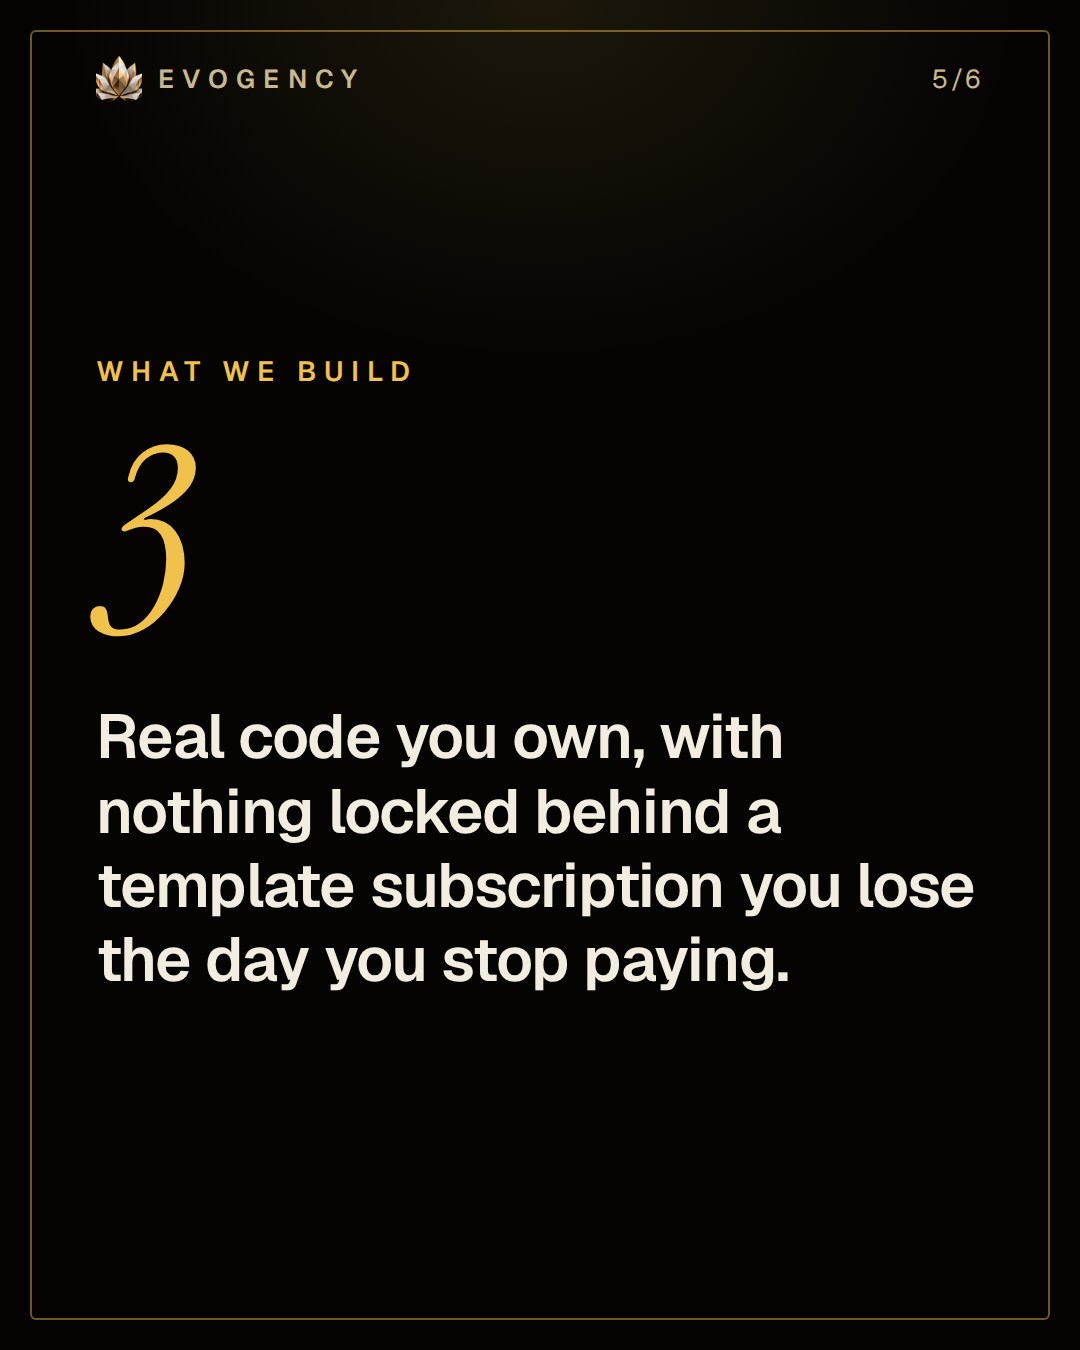 EVOGENCY
5/6
WHAT WE BUILD
3
Real code you own, with
nothing locked behind a
template subscription you lose
the day you stop paying.